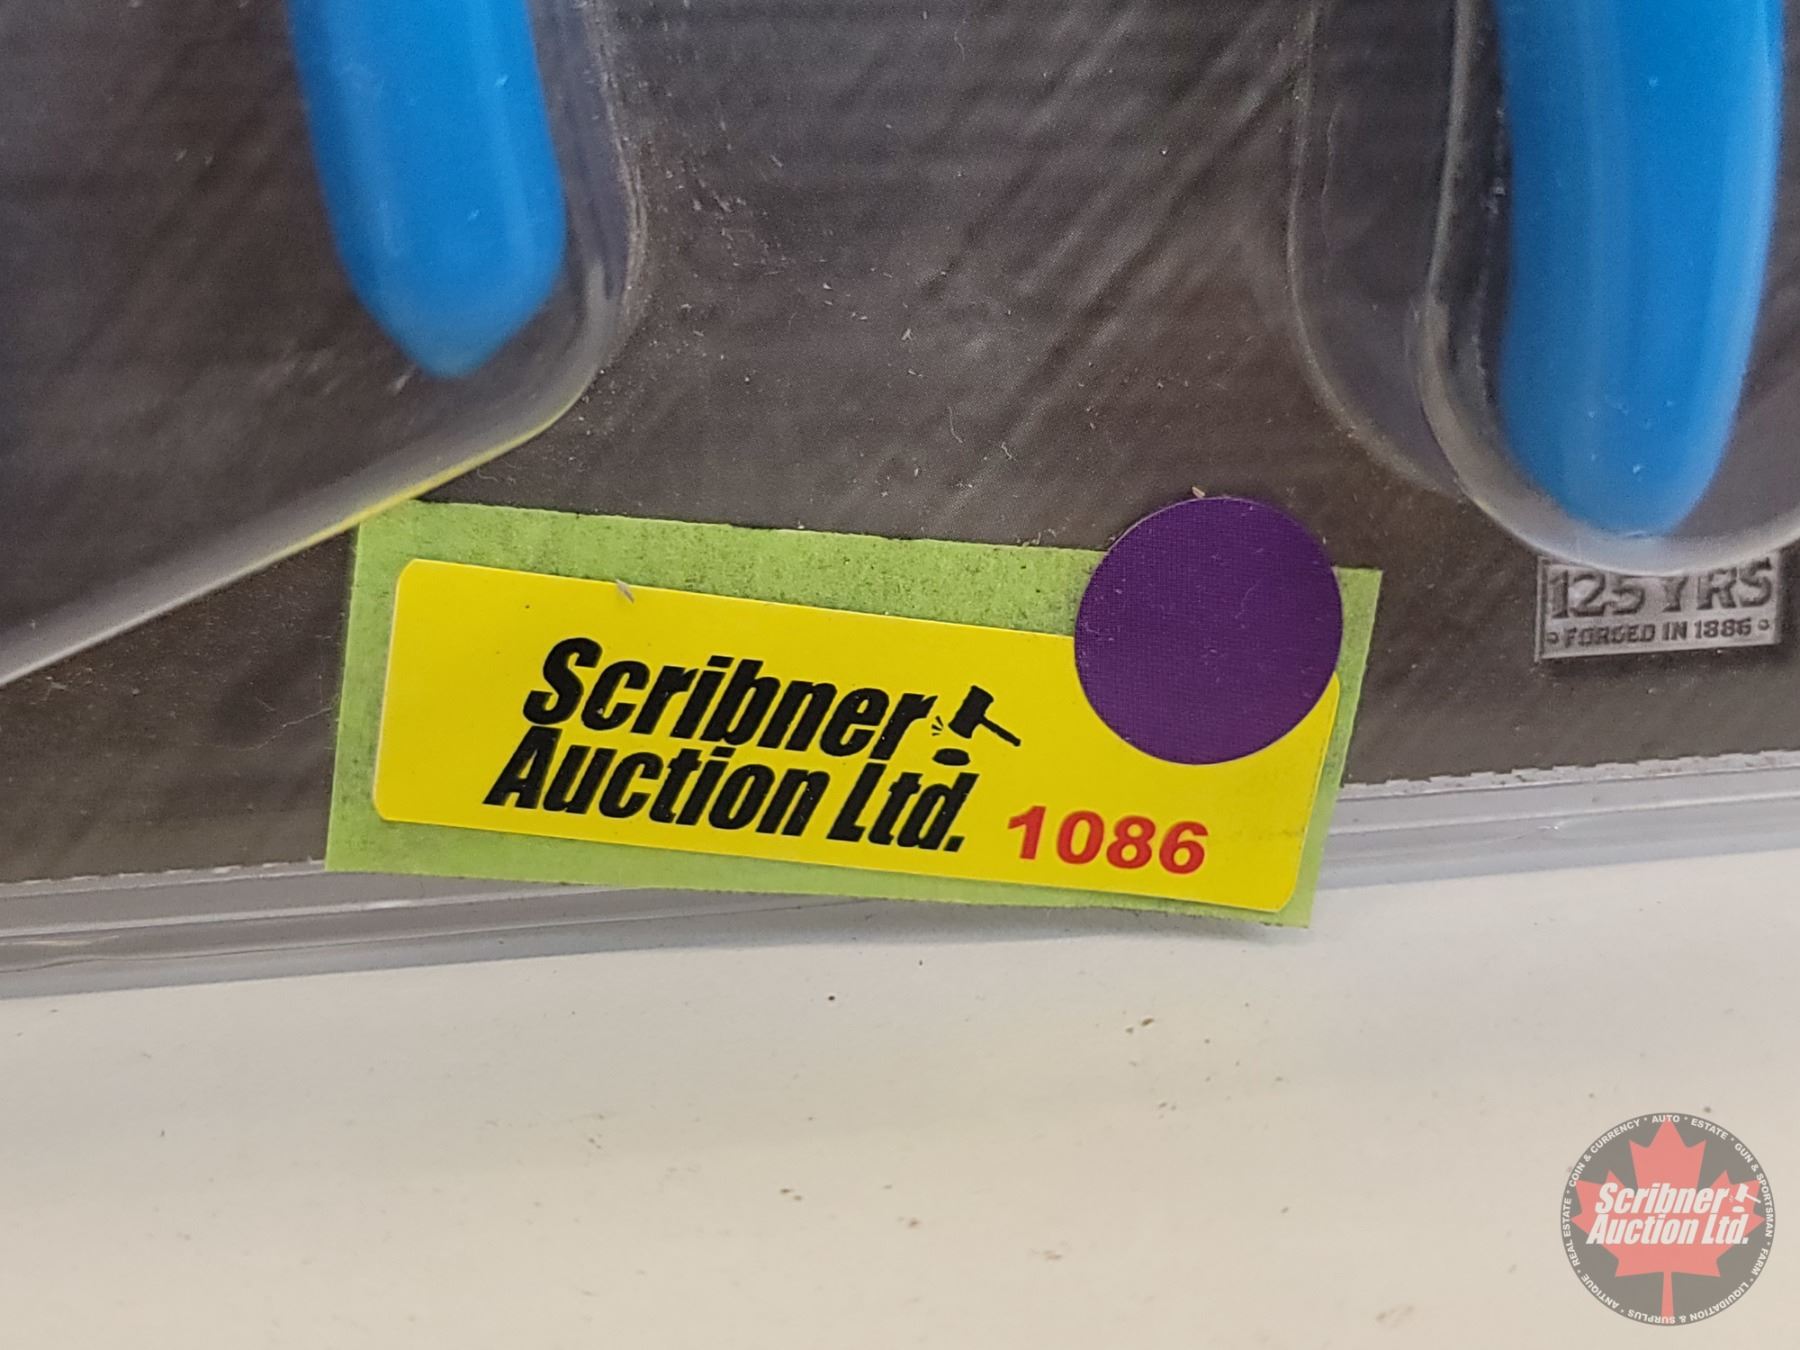 125 YRS
• FORGED IN 1886 •
Scribner
Auction Ltd.
1086
COIN & CURRENCY • AUTO • ESTATE • GUN & SPORTSMAN • FARM • LIQUIDATION & SURPLUS • ANTIQUE • REAL ESTATE •
Scribner
Auction Ltd.